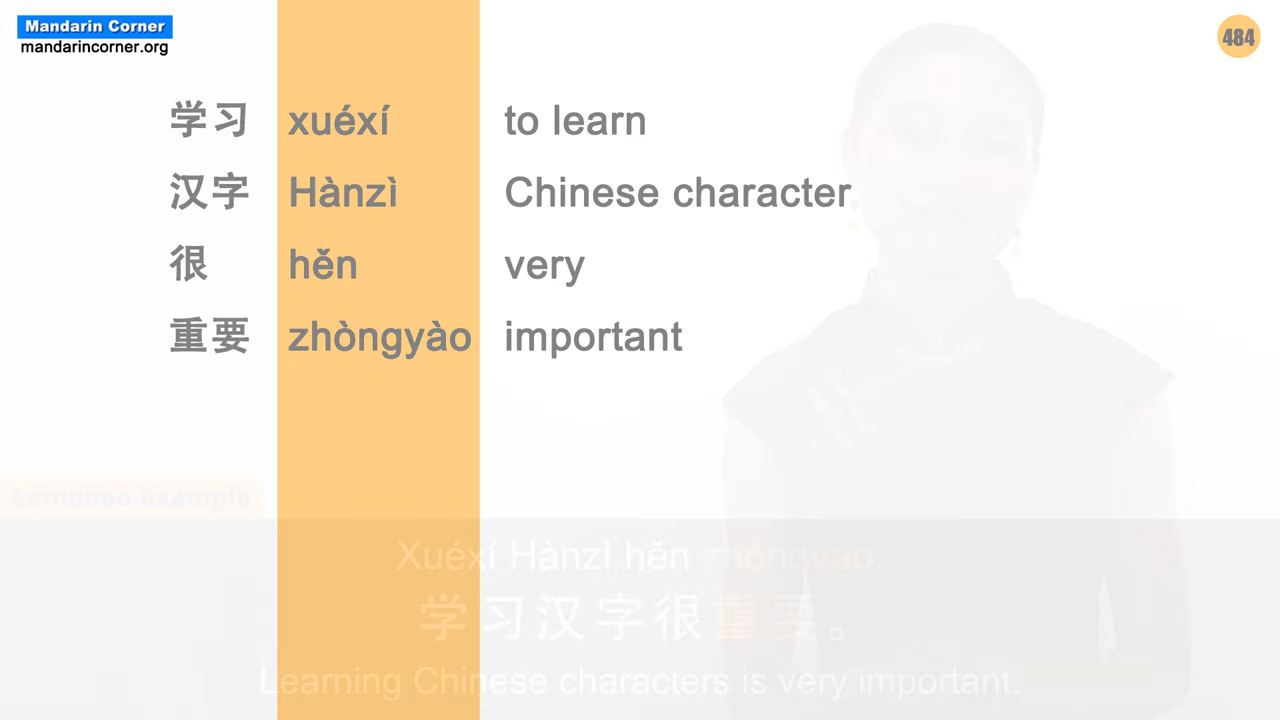 Mandarin Corner
mandarincorner.org
484
学习 xuéxí to learn
汉字 Hànzì Chinese character
很 hěn very
重要 zhòngyào important
sentence example
Xuéxí Hànzì hěn zhòngyào.
学习汉字很重要。
Learning Chinese characters is very important.